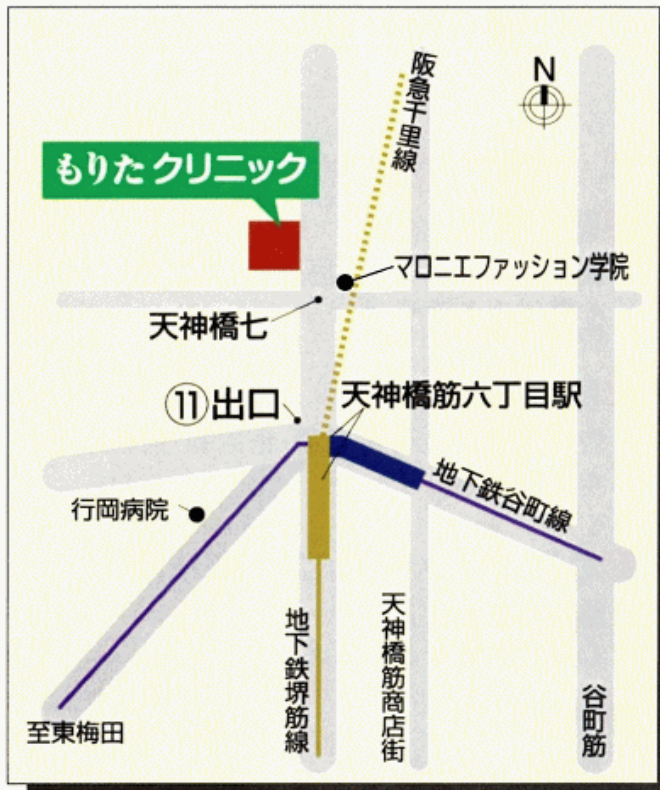 阪急千里線
N
もりたクリニック
マロニエファッション学院
天神橋七
⑪出口
天神橋筋六丁目駅
地下鉄谷町線
行岡病院
地下鉄堺筋線
天神橋筋商店街
谷町筋
至東梅田